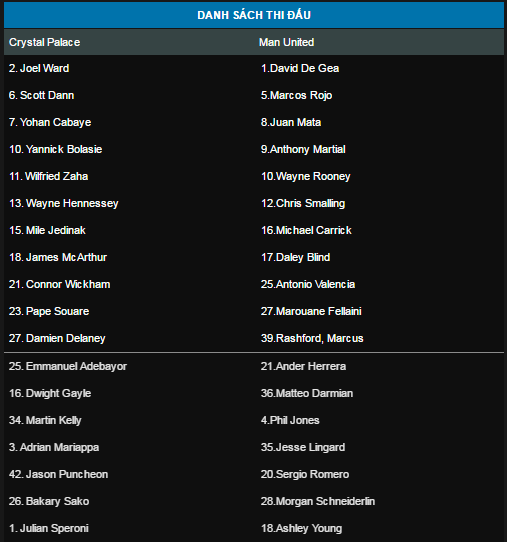 DANH SÁCH THI ĐẤU
Crystal Palace Man United
2. Joel Ward 1.David De Gea
6. Scott Dann 5.Marcos Rojo
7. Yohan Cabaye 8.Juan Mata
10. Yannick Bolasie 9.Anthony Martial
11. Wilfried Zaha 10.Wayne Rooney
13. Wayne Hennessey 12.Chris Smalling
15. Mile Jedinak 16.Michael Carrick
18. James McArthur 17.Daley Blind
21. Connor Wickham 25.Antonio Valencia
23. Pape Souare 27.Marouane Fellaini
27. Damien Delaney 39.Rashford, Marcus
25. Emmanuel Adebayor 21.Ander Herrera
16. Dwight Gayle 36.Matteo Darmian
34. Martin Kelly 4.Phil Jones
3. Adrian Mariappa 35.Jesse Lingard
42. Jason Puncheon 20.Sergio Romero
26. Bakary Sako 28.Morgan Schneiderlin
1. Julian Speroni 18.Ashley Young